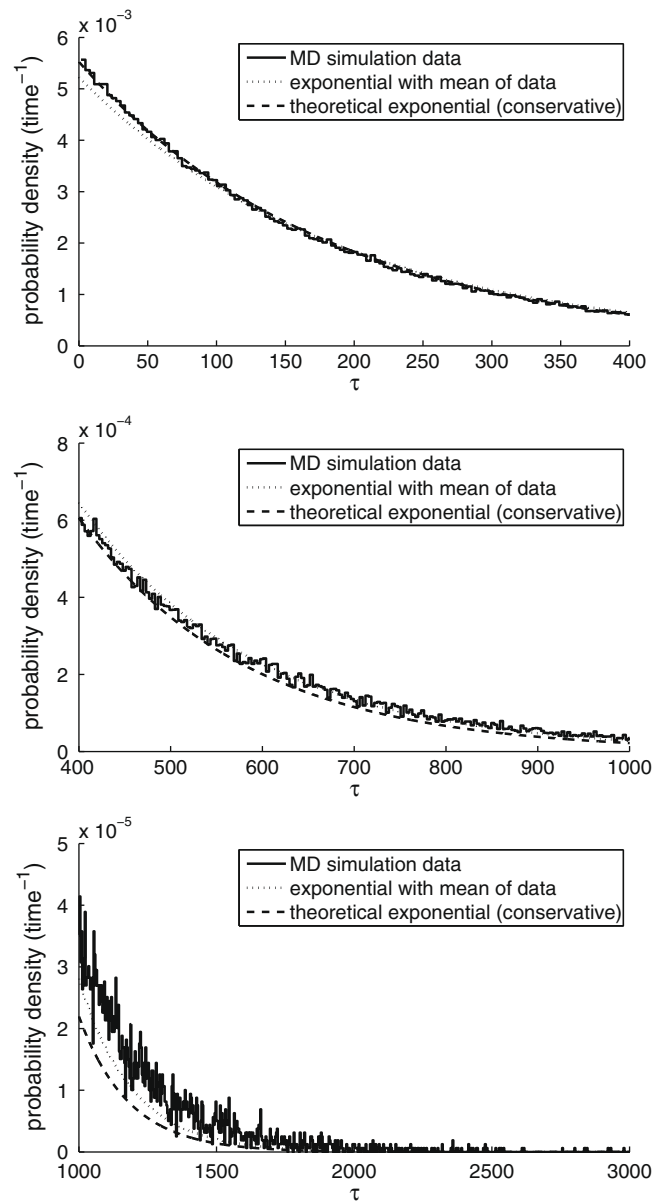 x 10⁻³
6
5
4
3
2
1
0
probability density (time⁻¹)
MD simulation data
exponential with mean of data
theoretical exponential (conservative)
0 50 100 150 200 250 300 350 400
τ
x 10⁻⁴
8
6
4
2
0
probability density (time⁻¹)
MD simulation data
exponential with mean of data
theoretical exponential (conservative)
400 500 600 700 800 900 1000
τ
x 10⁻⁵
5
4
3
2
1
0
probability density (time⁻¹)
MD simulation data
exponential with mean of data
theoretical exponential (conservative)
1000 1500 2000 2500 3000
τ